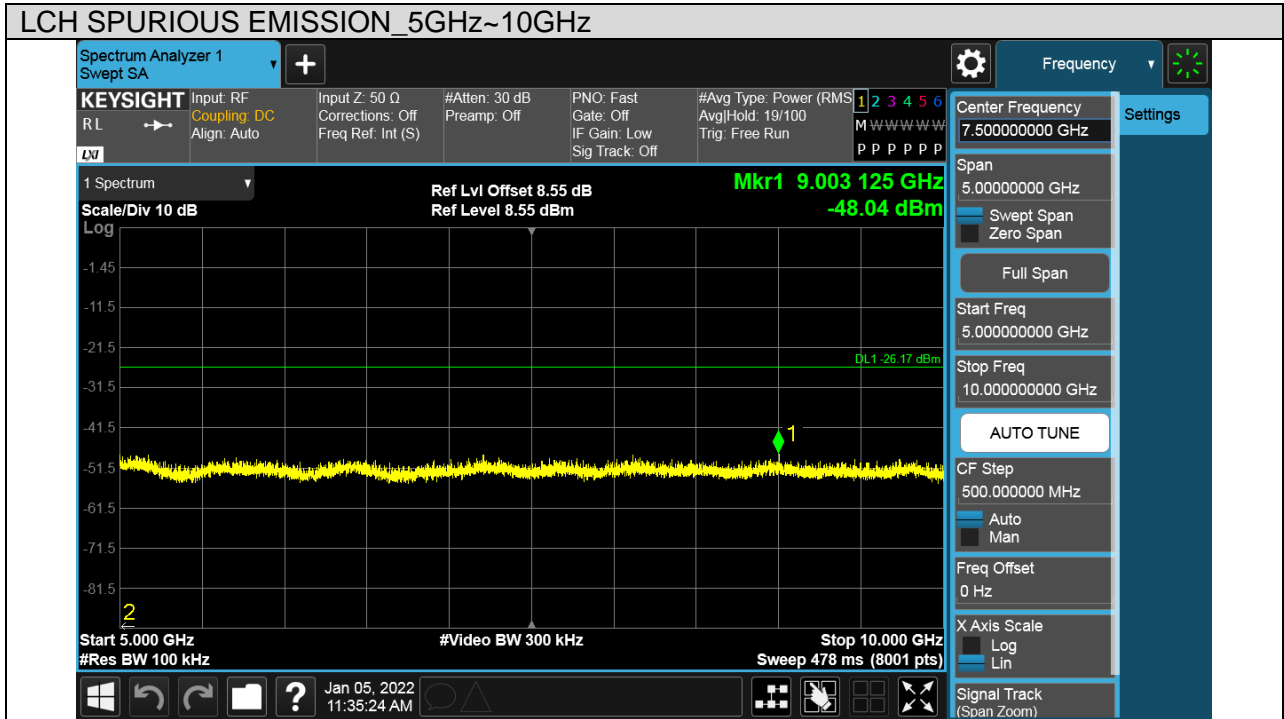 LCH SPURIOUS EMISSION_5GHz~10GHz
Spectrum Analyzer 1
Swept SA
Frequency
KEYSIGHT
RL
LXI
Input: RF
Coupling: DC
Align: Auto
Input Z: 50 Ω
Corrections: Off
Freq Ref: Int (S)
#Atten: 30 dB
Preamp: Off
PNO: Fast
Gate: Off
IF Gain: Low
Sig Track: Off
#Avg Type: Power (RMS
Avg|Hold: 19/100
Trig: Free Run
1 2 3 4 5 6
M W W W W W
P P P P P P
1 Spectrum
Scale/Div 10 dB
Log
Ref Lvl Offset 8.55 dB
Ref Level 8.55 dBm
Mkr1 9.003 125 GHz
-48.04 dBm
-1.45
-11.5
-21.5
DL1 -26.17 dBm
-31.5
-41.5
1
-51.5
-61.5
-71.5
-81.5
2
Start 5.000 GHz
#Video BW 300 kHz
Stop 10.000 GHz
#Res BW 100 kHz
Sweep 478 ms (8001 pts)
?
Jan 05, 2022
11:35:24 AM
Center Frequency
7.500000000 GHz
Settings
Span
5.00000000 GHz
Swept Span
Zero Span
Full Span
Start Freq
5.000000000 GHz
Stop Freq
10.000000000 GHz
AUTO TUNE
CF Step
500.000000 MHz
Auto
Man
Freq Offset
0 Hz
X Axis Scale
Log
Lin
Signal Track
(Span Zoom)